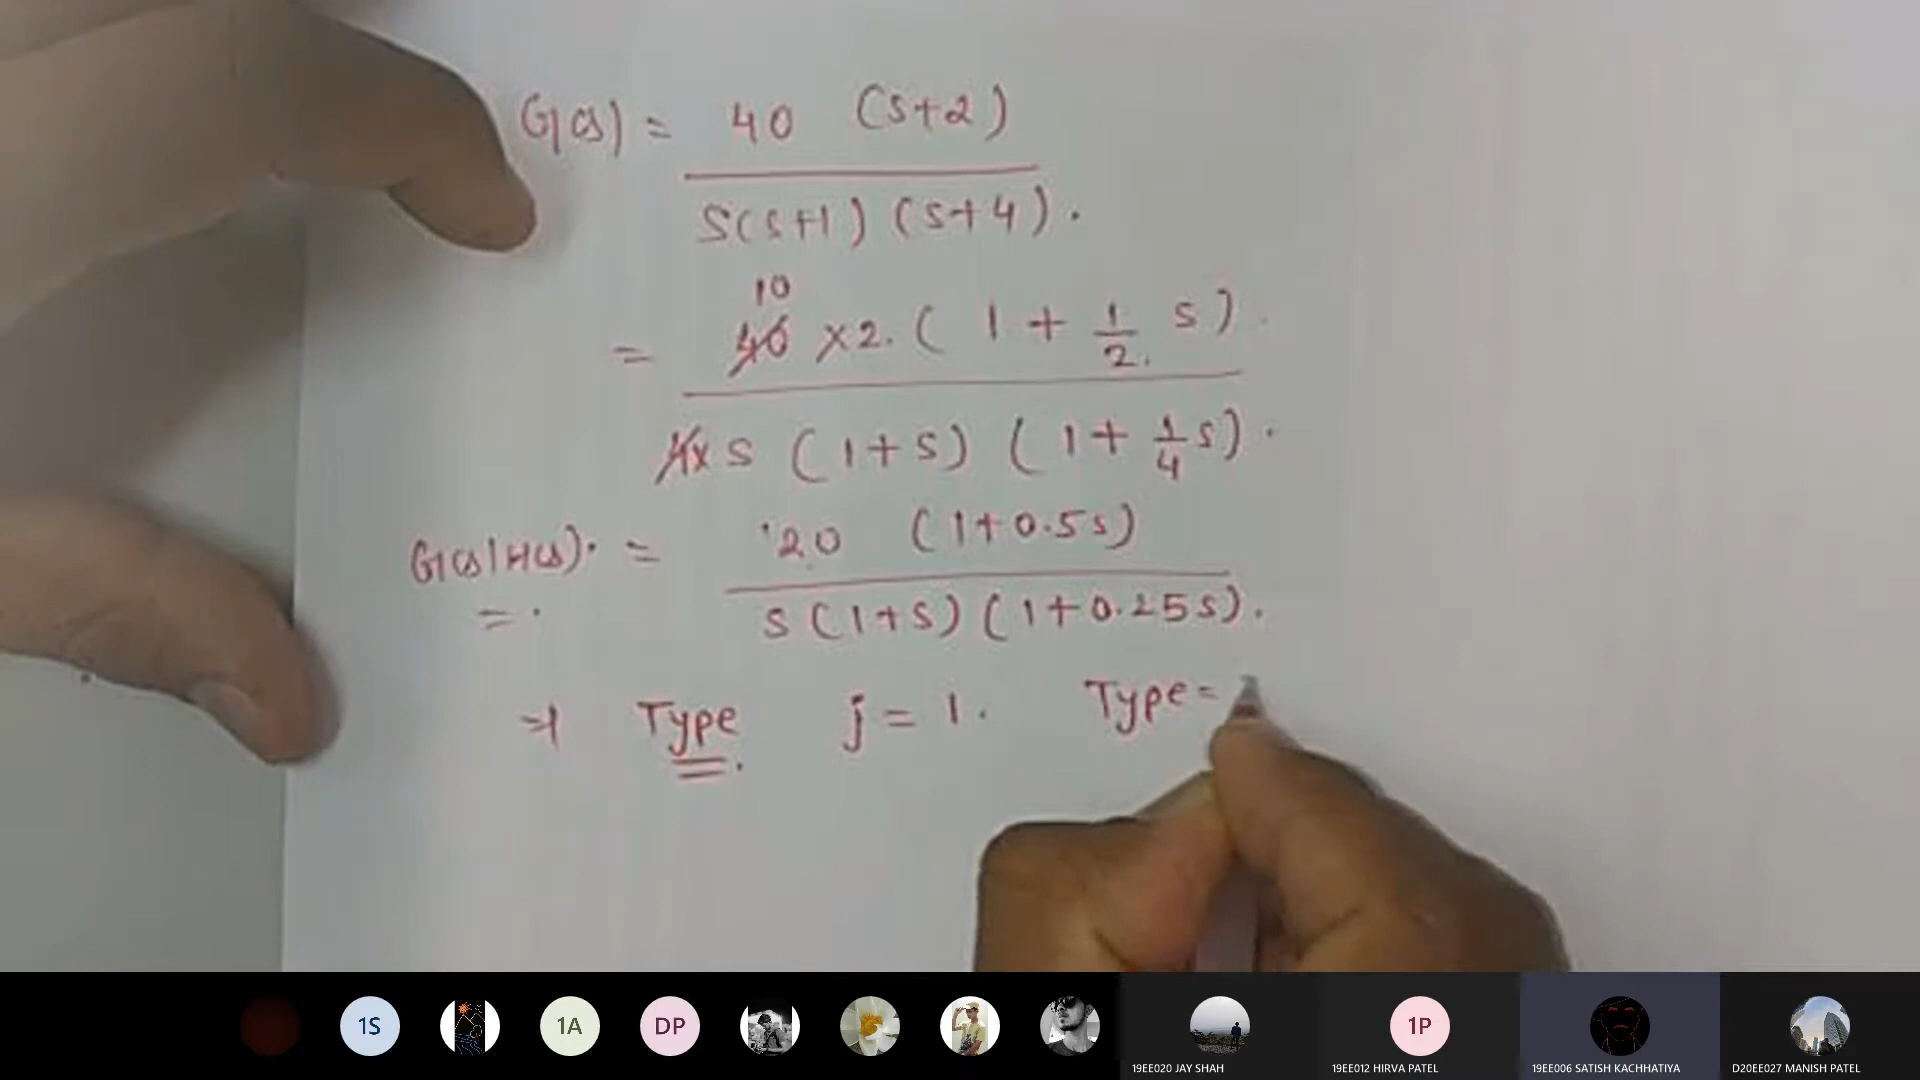 G(s) = 40 (s+2)
s(s+1) (s+4).
10
= 40 x2. ( 1 + 1/2. s).
4x s (1+s) ( 1+ 1/4 s).
G(s)H(s). = 20 (1+0.5s)
= . s(1+s) (1+0.25s).
⇒ Type j = 1. Type =
1S 1A DP 1P
19EE020 JAY SHAH 19EE012 HIRVA PATEL 19EE006 SATISH KACHHATIYA D20EE027 MANISH PATEL